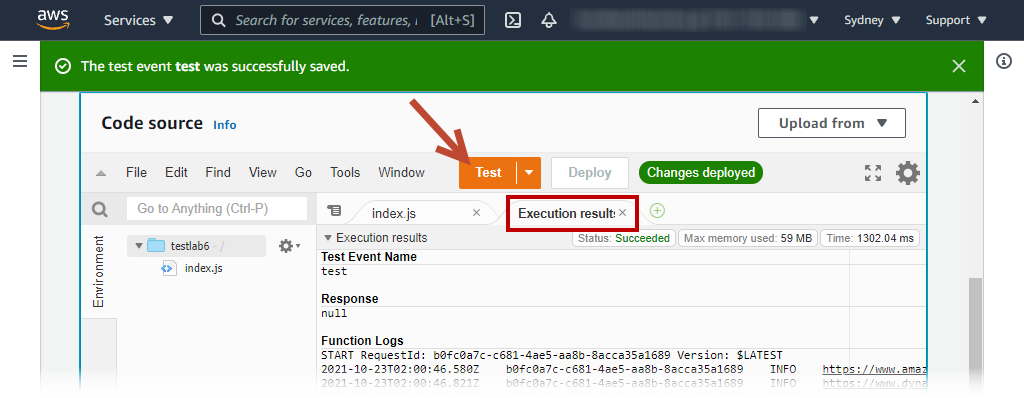 aws Services Search for services, features, [Alt+S] Sydney Support
The test event test was successfully saved.
Code source Info Upload from
File Edit Find View Go Tools Window Test Deploy Changes deployed
Go to Anything (Ctrl-P) index.js Execution results
Environment
testlab6 - /
index.js
Execution results Status: Succeeded Max memory used: 59 MB Time: 1302.04 ms
Test Event Name
test
Response
null
Function Logs
START RequestId: b0fc0a7c-c681-4ae5-aa8b-8acca35a1689 Version: $LATEST
2021-10-23T02:00:46.580Z b0fc0a7c-c681-4ae5-aa8b-8acca35a1689 INFO https://www.amaz
2021-10-23T02:00:46.821Z b0fc0a7c-c681-4ae5-aa8b-8acca35a1689 INFO https://www.dyna